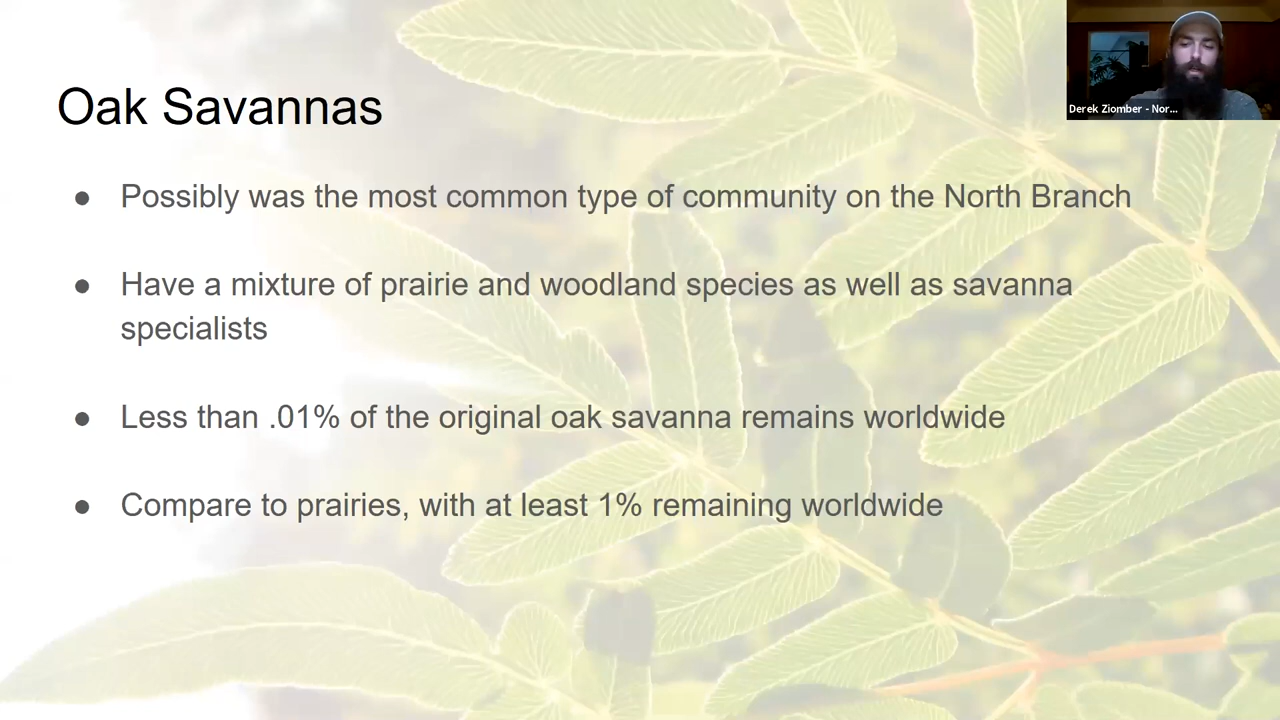 Oak Savannas
Derek Ziomber - Nor...
● Possibly was the most common type of community on the North Branch
● Have a mixture of prairie and woodland species as well as savanna
specialists
● Less than .01% of the original oak savanna remains worldwide
● Compare to prairies, with at least 1% remaining worldwide